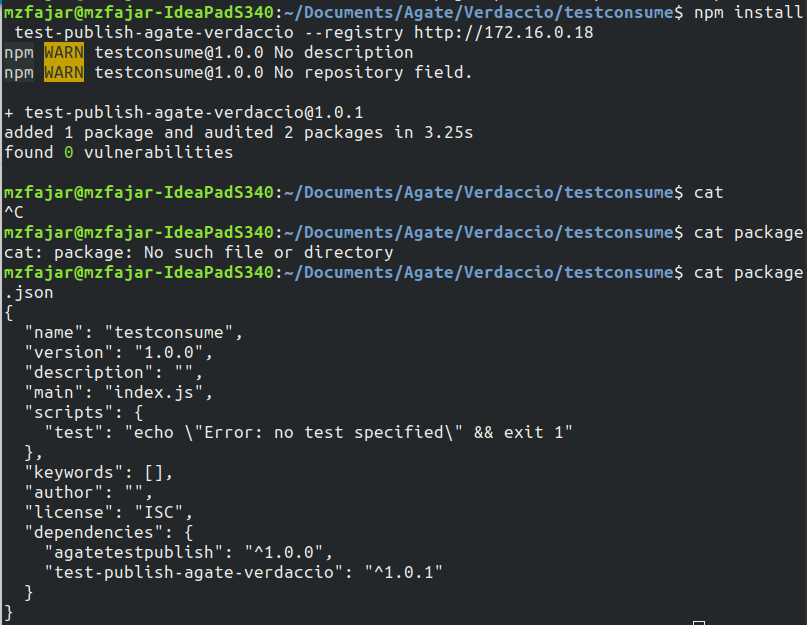 mzfajar@mzfajar-IdeaPadS340:~/Documents/Agate/Verdaccio/testconsume$ npm install
 test-publish-agate-verdaccio --registry http://172.16.0.18
npm WARN testconsume@1.0.0 No description
npm WARN testconsume@1.0.0 No repository field.

+ test-publish-agate-verdaccio@1.0.1
added 1 package and audited 2 packages in 3.25s
found 0 vulnerabilities

mzfajar@mzfajar-IdeaPadS340:~/Documents/Agate/Verdaccio/testconsume$ cat
^C
mzfajar@mzfajar-IdeaPadS340:~/Documents/Agate/Verdaccio/testconsume$ cat package
cat: package: No such file or directory
mzfajar@mzfajar-IdeaPadS340:~/Documents/Agate/Verdaccio/testconsume$ cat package
.json
{
  "name": "testconsume",
  "version": "1.0.0",
  "description": "",
  "main": "index.js",
  "scripts": {
    "test": "echo \"Error: no test specified\" && exit 1"
  },
  "keywords": [],
  "author": "",
  "license": "ISC",
  "dependencies": {
    "agatetestpublish": "^1.0.0",
    "test-publish-agate-verdaccio": "^1.0.1"
  }
}